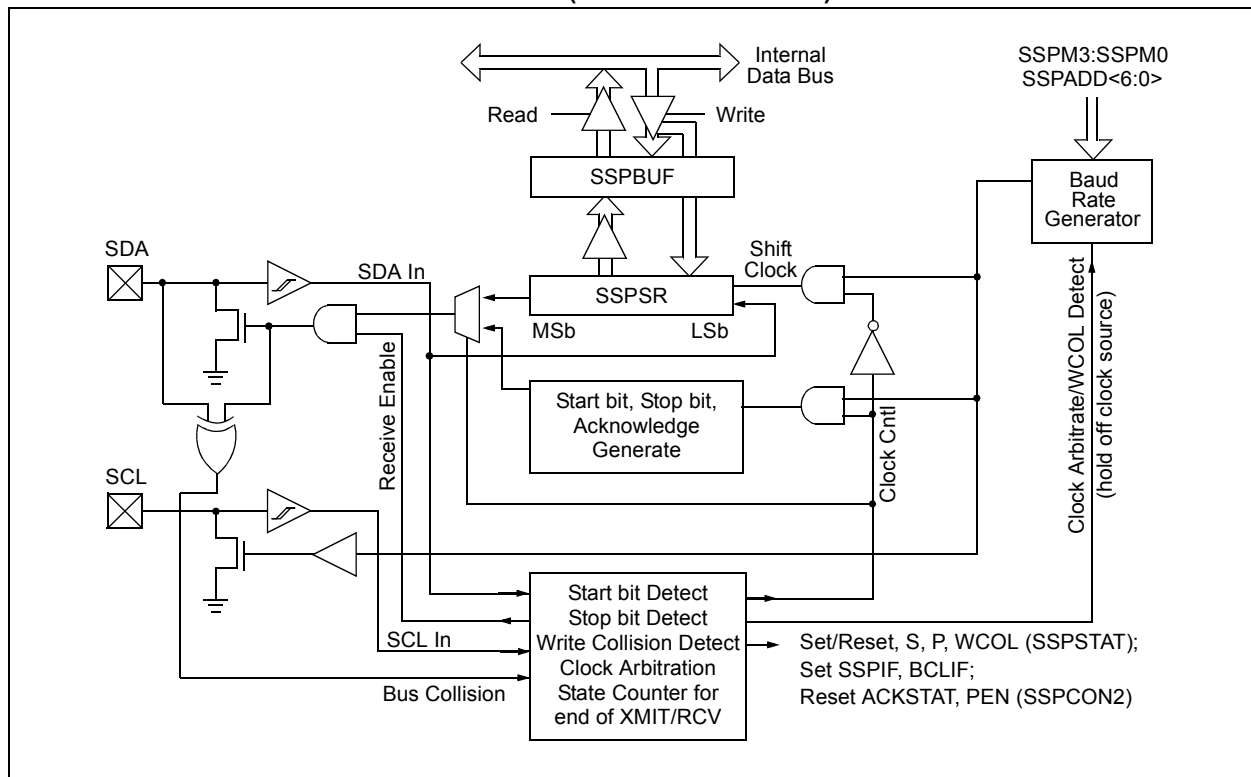 Internal
Data Bus
SSPM3:SSPM0
SSPADD<6:0>
Read
Write
SSPBUF
Baud
Rate
Generator
SDA
SDA In
Shift
Clock
SSPSR
MSb
LSb
Receive Enable
Start bit, Stop bit,
Acknowledge
Generate
Clock Cntl
Clock Arbitrate/WCOL Detect
(hold off clock source)
SCL
SCL In
Bus Collision
Start bit Detect
Stop bit Detect
Write Collision Detect
Clock Arbitration
State Counter for
end of XMIT/RCV
Set/Reset, S, P, WCOL (SSPSTAT);
Set SSPIF, BCLIF;
Reset ACKSTAT, PEN (SSPCON2)